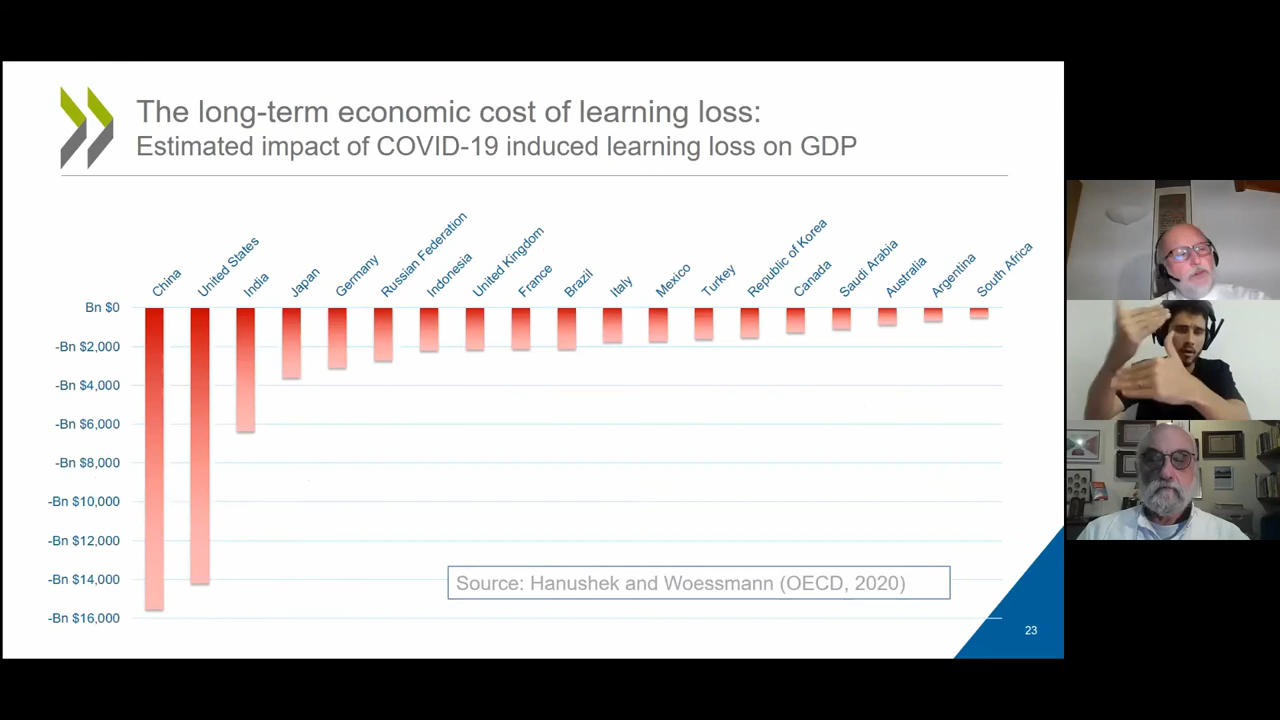 The long-term economic cost of learning loss:
Estimated impact of COVID-19 induced learning loss on GDP
China
United States
India
Japan
Germany
Russian Federation
Indonesia
United Kingdom
France
Brazil
Italy
Mexico
Turkey
Republic of Korea
Canada
Saudi Arabia
Australia
Argentina
South Africa
Bn $0
-Bn $2,000
-Bn $4,000
-Bn $6,000
-Bn $8,000
-Bn $10,000
-Bn $12,000
-Bn $14,000
-Bn $16,000
Source: Hanushek and Woessmann (OECD, 2020)
23